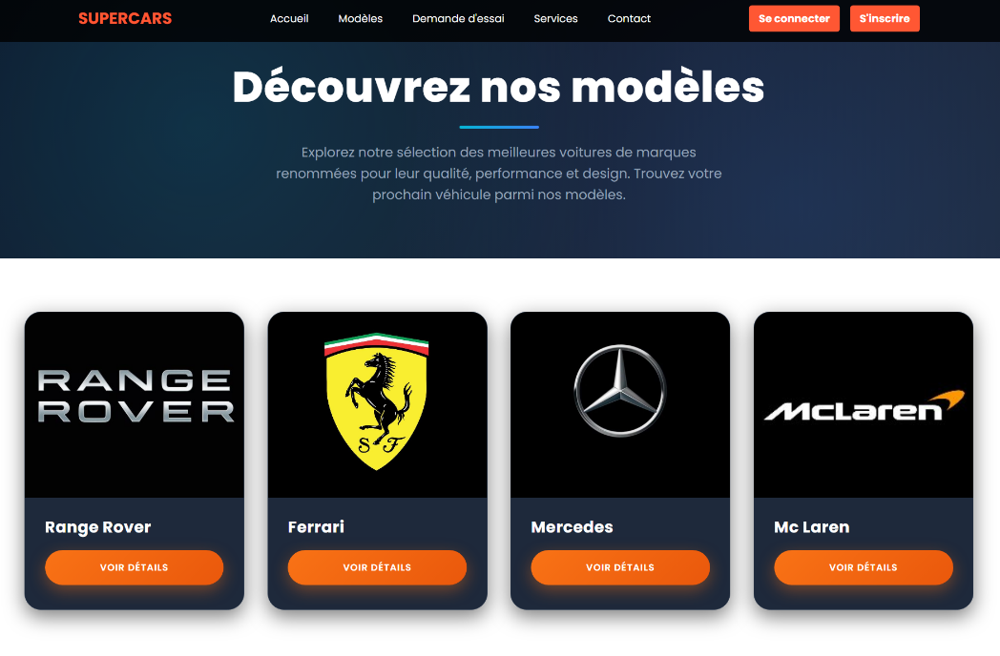 SUPERCARS Accueil Modèles Demande d'essai Services Contact Se connecter S'inscrire
Découvrez nos modèles
Explorez notre sélection des meilleures voitures de marques
renommées pour leur qualité, performance et design. Trouvez votre
prochain véhicule parmi nos modèles.
RANGE
ROVER
S F
McLaren
Range Rover Ferrari Mercedes Mc Laren
VOIR DÉTAILS VOIR DÉTAILS VOIR DÉTAILS VOIR DÉTAILS